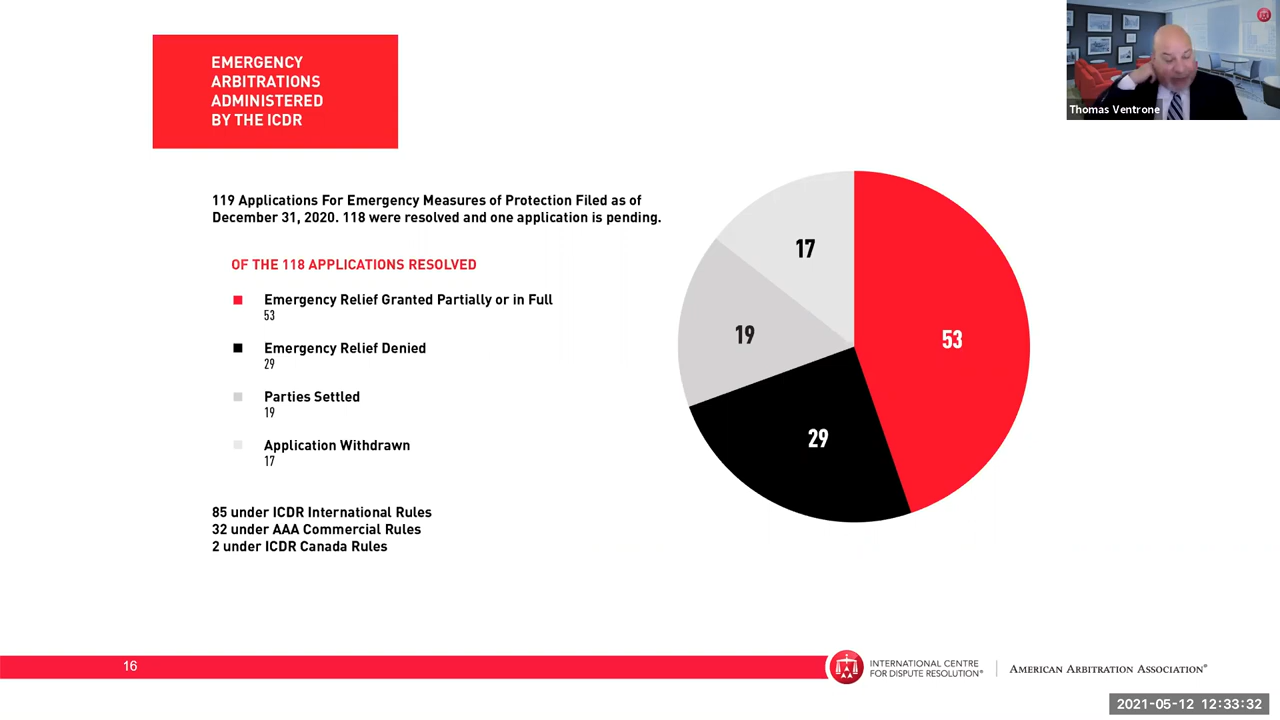 EMERGENCY
ARBITRATIONS
ADMINISTERED
BY THE ICDR
Thomas Ventrone
119 Applications For Emergency Measures of Protection Filed as of
December 31, 2020. 118 were resolved and one application is pending.
OF THE 118 APPLICATIONS RESOLVED
Emergency Relief Granted Partially or in Full
53
Emergency Relief Denied
29
Parties Settled
19
Application Withdrawn
17
85 under ICDR International Rules
32 under AAA Commercial Rules
2 under ICDR Canada Rules
17
19
53
29
16
AA
INTERNATIONAL CENTRE
FOR DISPUTE RESOLUTION®
AMERICAN ARBITRATION ASSOCIATION®
2021-05-12 12:33:32